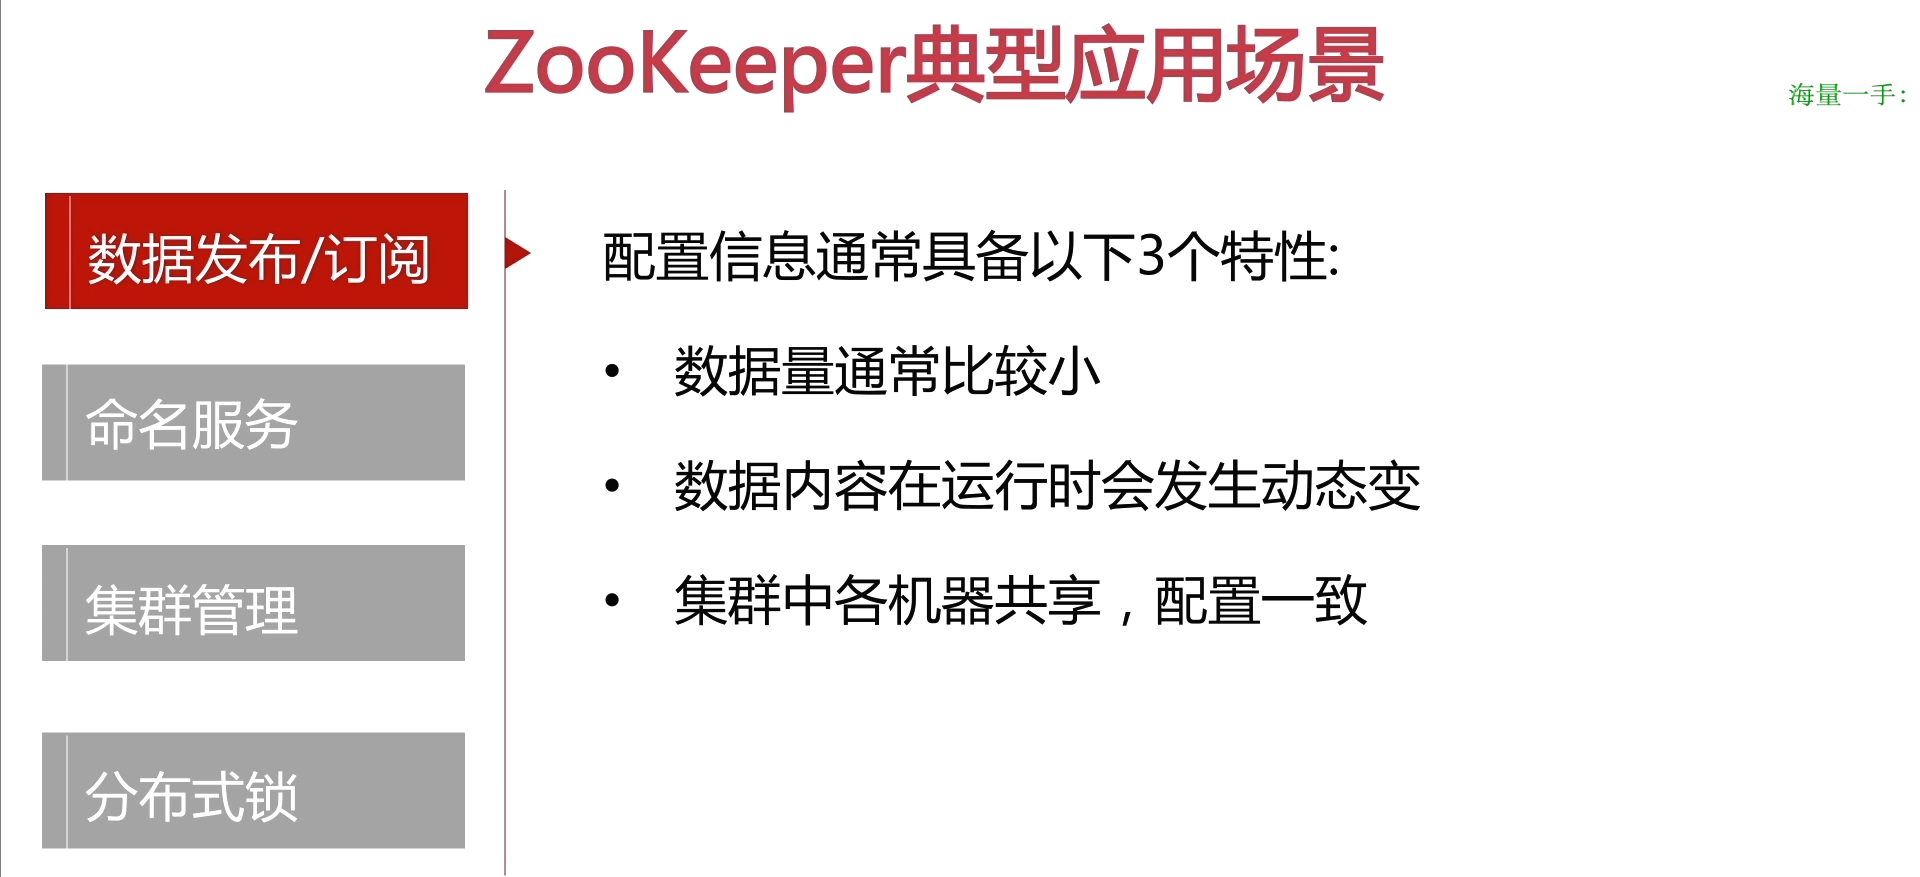 ZooKeeper典型应用场景
海量一手:
数据发布/订阅
命名服务
集群管理
分布式锁
配置信息通常具备以下3个特性:
• 数据量通常比较小
• 数据内容在运行时会发生动态变
• 集群中各机器共享，配置一致